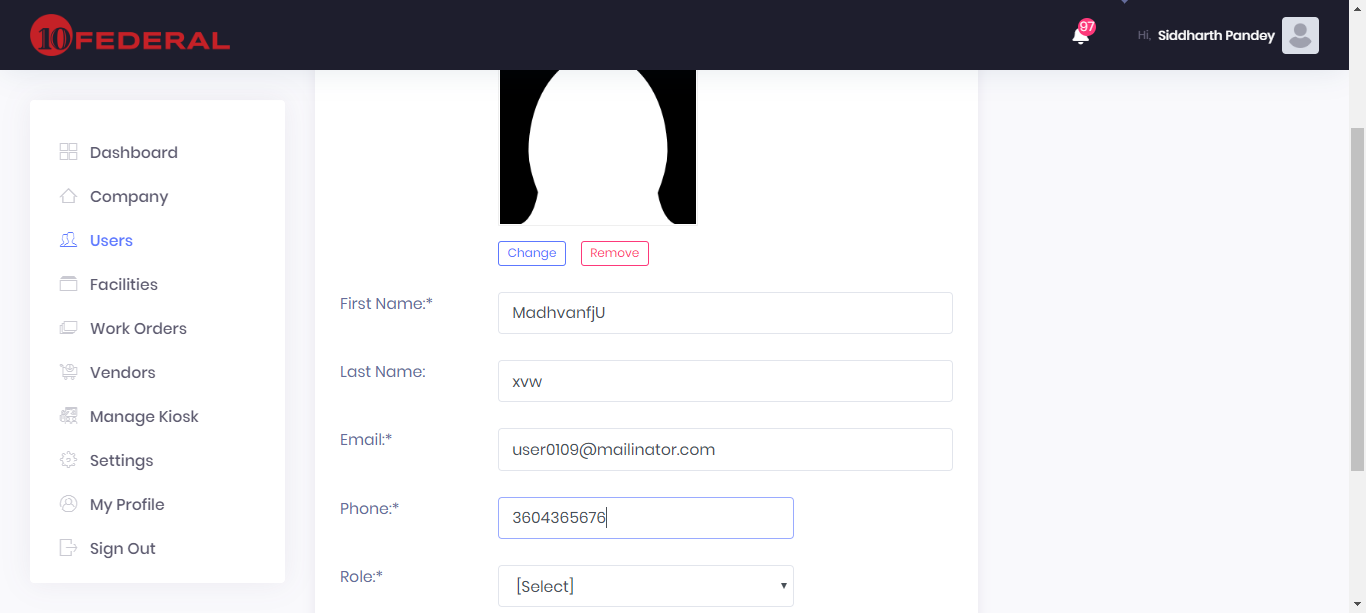 10 FEDERAL
97
Hi, Siddharth Pandey
Dashboard
Company
Users
Facilities
Work Orders
Vendors
Manage Kiosk
Settings
My Profile
Sign Out
Change Remove
First Name:* MadhvanfjU
Last Name: xvw
Email:* user0109@mailinator.com
Phone:* 3604365676
Role:* [Select]